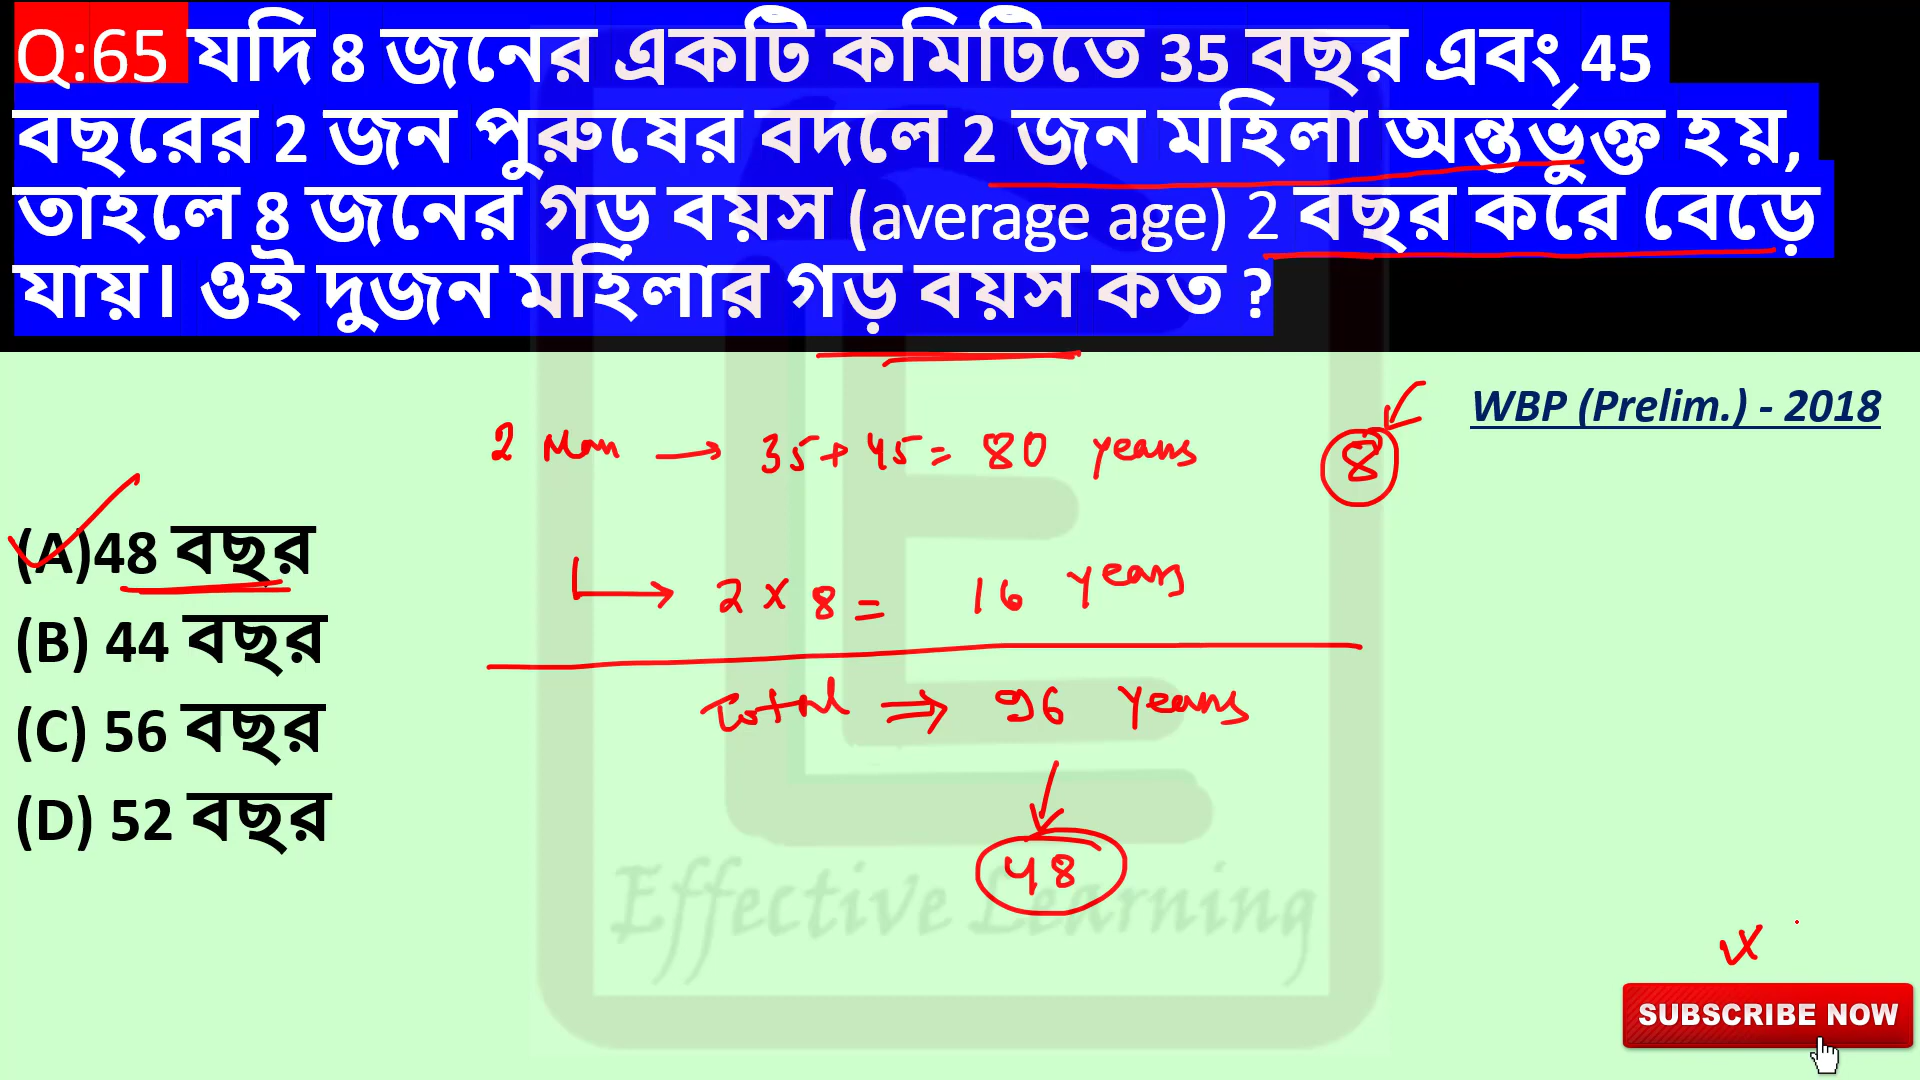 Q:65 যদি 8 জনের একটি কমিটিতে 35 বছর এবং 45
বছরের 2 জন পুরুষের বদলে 2 জন মহিলা অন্তর্ভুক্ত হয়,
তাহলে 8 জনের গড় বয়স (average age) 2 বছর করে বেড়ে
যায়। ওই দুজন মহিলার গড় বয়স কত ?
WBP (Prelim.) - 2018
2 Man → 35+45= 80 years
8
(A)48 বছর
→ 2 × 8 = 16 years
(B) 44 বছর
Total ⇒ 96 years
(C) 56 বছর
(D) 52 বছর
48
Effective Learning
SUBSCRIBE NOW